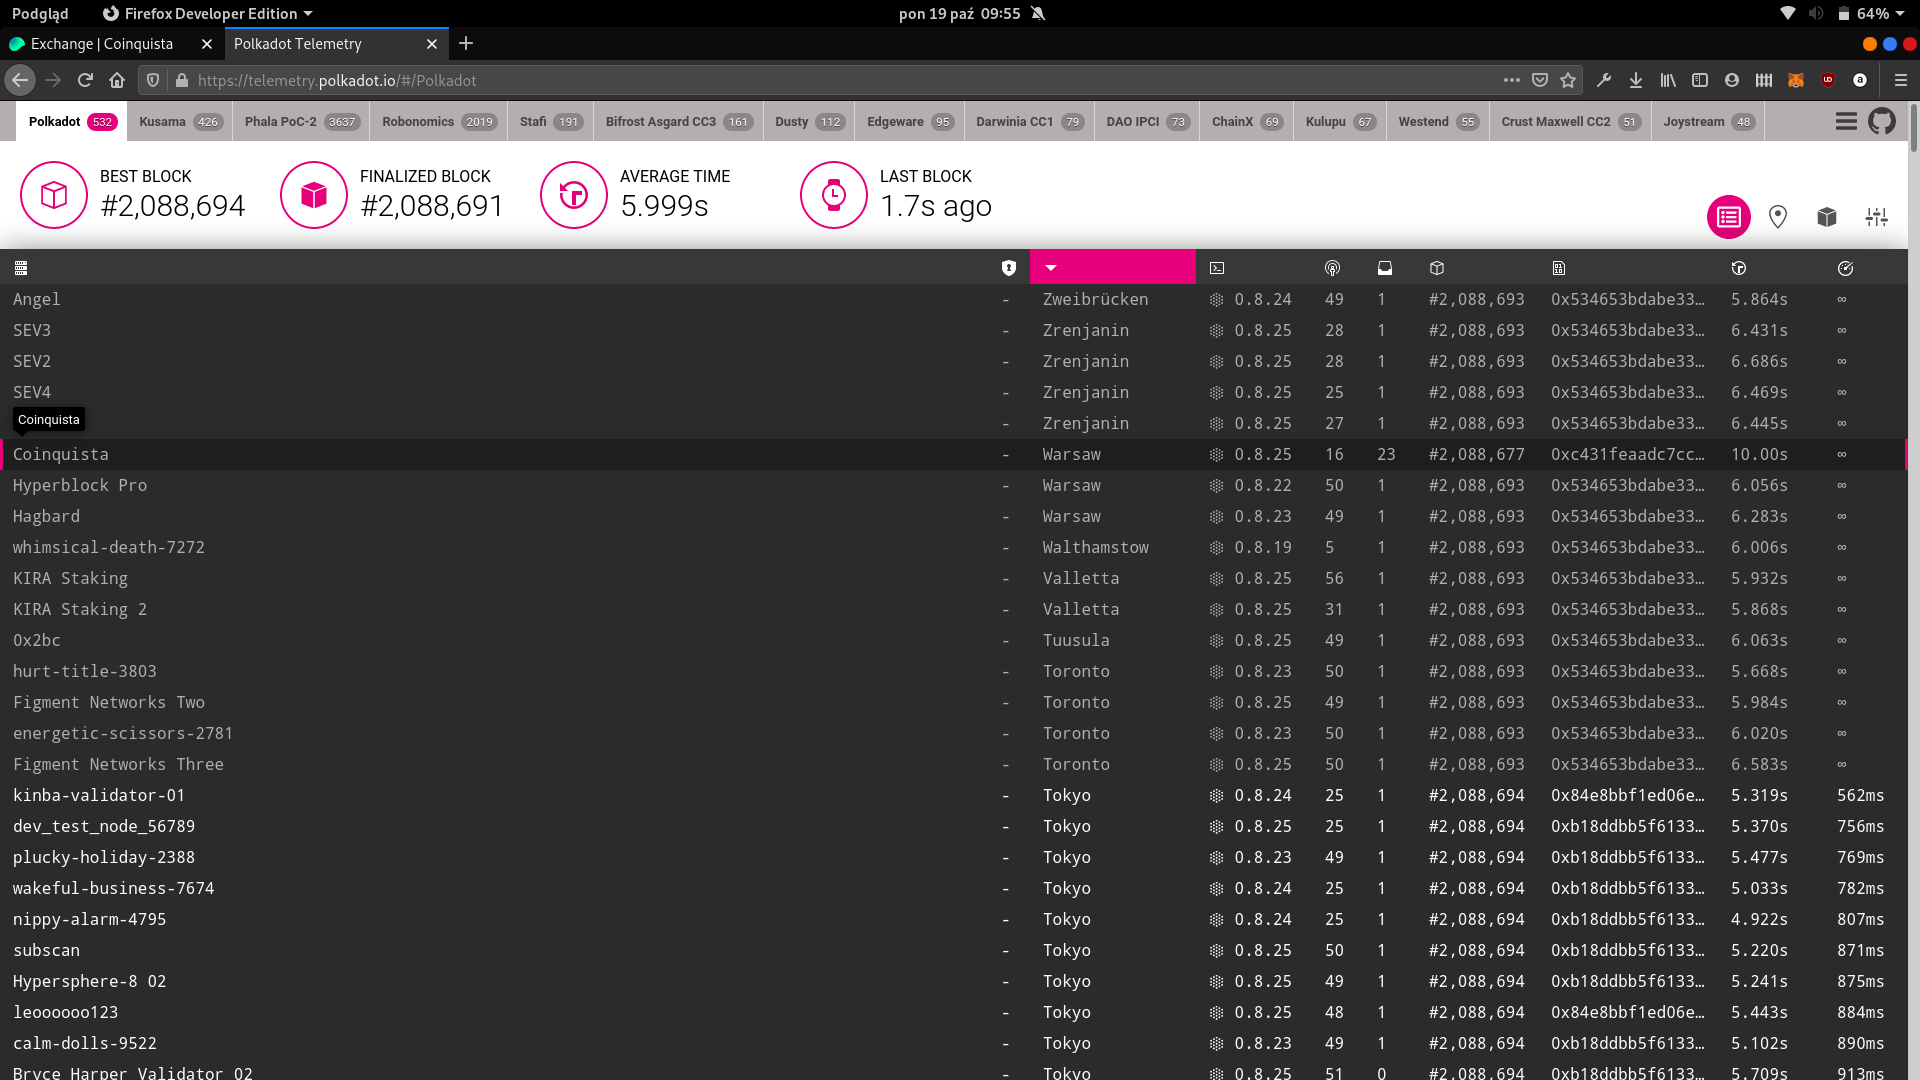 Podgląd Firefox Developer Edition pon 19 paź 09:55 64%
Exchange | Coinquista Polkadot Telemetry
https://telemetry.polkadot.io/#/Polkadot
Polkadot 532 Kusama 426 Phala PoC-2 3637 Robonomics 2019 Stafi 191 Bifrost Asgard CC3 161 Dusty 112 Edgeware 95 Darwinia CC1 79 DAO IPCI 73 ChainX 69 Kulupu 67 Westend 55 Crust Maxwell CC2 51 Joystream 48
BEST BLOCK FINALIZED BLOCK AVERAGE TIME LAST BLOCK
#2,088,694 #2,088,691 5.999s 1.7s ago
Angel - Zweibrücken 0.8.24 49 1 #2,088,693 0x534653bdabe33… 5.864s ∞
SEV3 - Zrenjanin 0.8.25 28 1 #2,088,693 0x534653bdabe33… 6.431s ∞
SEV2 - Zrenjanin 0.8.25 28 1 #2,088,693 0x534653bdabe33… 6.686s ∞
SEV4 - Zrenjanin 0.8.25 25 1 #2,088,693 0x534653bdabe33… 6.469s ∞
Coinquista - Zrenjanin 0.8.25 27 1 #2,088,693 0x534653bdabe33… 6.445s ∞
Coinquista - Warsaw 0.8.25 16 23 #2,088,677 0xc431feaadc7cc… 10.00s ∞
Hyperblock Pro - Warsaw 0.8.22 50 1 #2,088,693 0x534653bdabe33… 6.056s ∞
Hagbard - Warsaw 0.8.23 49 1 #2,088,693 0x534653bdabe33… 6.283s ∞
whimsical-death-7272 - Walthamstow 0.8.19 5 1 #2,088,693 0x534653bdabe33… 6.006s ∞
KIRA Staking - Valletta 0.8.25 56 1 #2,088,693 0x534653bdabe33… 5.932s ∞
KIRA Staking 2 - Valletta 0.8.25 31 1 #2,088,693 0x534653bdabe33… 5.868s ∞
0x2bc - Tuusula 0.8.25 49 1 #2,088,693 0x534653bdabe33… 6.063s ∞
hurt-title-3803 - Toronto 0.8.23 50 1 #2,088,693 0x534653bdabe33… 5.668s ∞
Figment Networks Two - Toronto 0.8.25 49 1 #2,088,693 0x534653bdabe33… 5.984s ∞
energetic-scissors-2781 - Toronto 0.8.23 50 1 #2,088,693 0x534653bdabe33… 6.020s ∞
Figment Networks Three - Toronto 0.8.25 50 1 #2,088,693 0x534653bdabe33… 6.583s ∞
kinba-validator-01 - Tokyo 0.8.24 25 1 #2,088,694 0x84e8bbf1ed06e… 5.319s 562ms
dev_test_node_56789 - Tokyo 0.8.25 25 1 #2,088,694 0xb18ddbb5f6133… 5.370s 756ms
plucky-holiday-2388 - Tokyo 0.8.23 49 1 #2,088,694 0xb18ddbb5f6133… 5.477s 769ms
wakeful-business-7674 - Tokyo 0.8.24 25 1 #2,088,694 0xb18ddbb5f6133… 5.033s 782ms
nippy-alarm-4795 - Tokyo 0.8.24 25 1 #2,088,694 0xb18ddbb5f6133… 4.922s 807ms
subscan - Tokyo 0.8.25 50 1 #2,088,694 0xb18ddbb5f6133… 5.220s 871ms
Hypersphere-8 02 - Tokyo 0.8.25 49 1 #2,088,694 0xb18ddbb5f6133… 5.241s 875ms
leoooooo123 - Tokyo 0.8.25 48 1 #2,088,694 0x84e8bbf1ed06e… 5.443s 884ms
calm-dolls-9522 - Tokyo 0.8.23 49 1 #2,088,694 0xb18ddbb5f6133… 5.102s 890ms
Bryce Harper Validator 02 - Tokyo 0.8.25 51 0 #2,088,694 0xb18ddbb5f6133… 5.709s 913ms